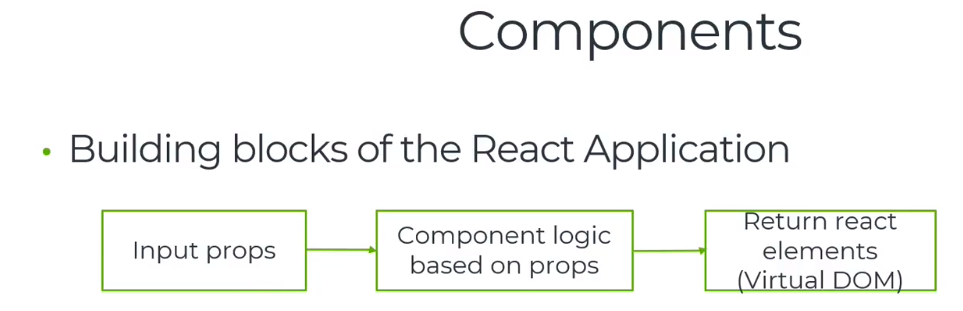 Components
• Building blocks of the React Application
Input props
Component logic
based on props
Return react
elements
(Virtual DOM)